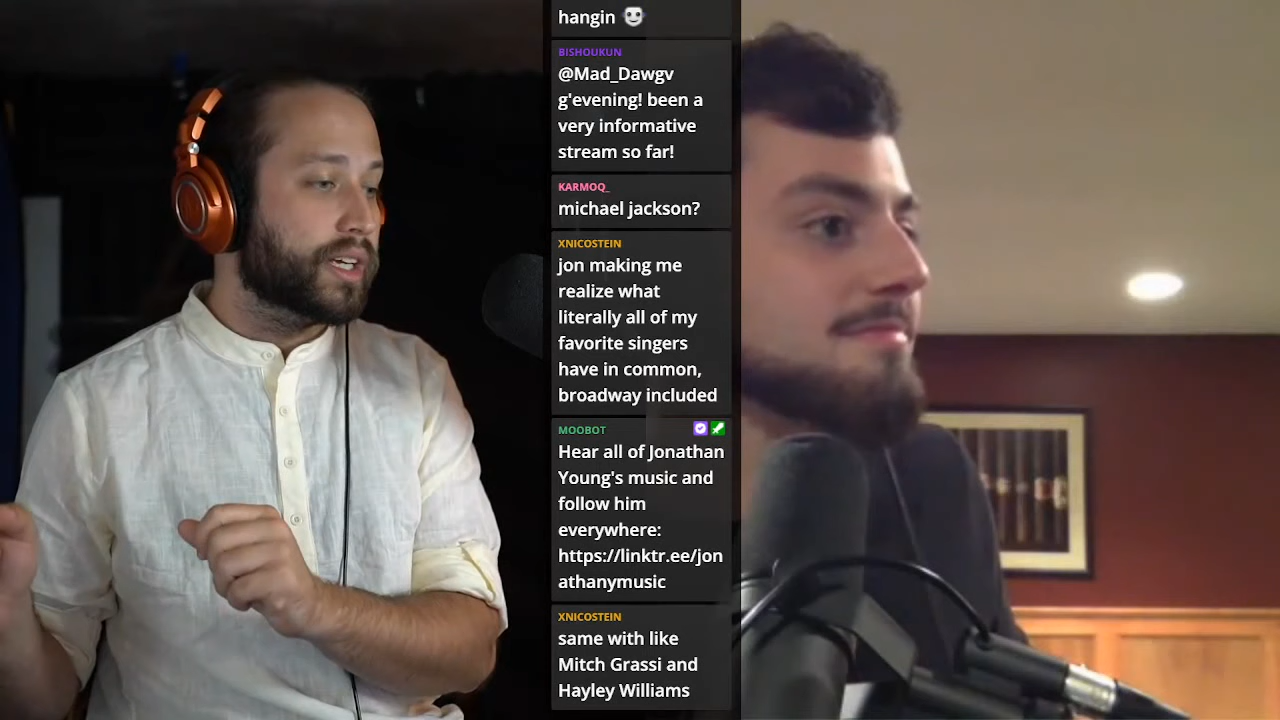 hangin
BISHOUKUN
@Mad_Dawgv
g'evening! been a
very informative
stream so far!
KARMOQ_
michael jackson?
XNICOSTEIN
jon making me
realize what
literally all of my
favorite singers
have in common,
broadway included
MOOBOT
Hear all of Jonathan
Young's music and
follow him
everywhere:
https://linktr.ee/jon
athanymusic
XNICOSTEIN
same with like
Mitch Grassi and
Hayley Williams